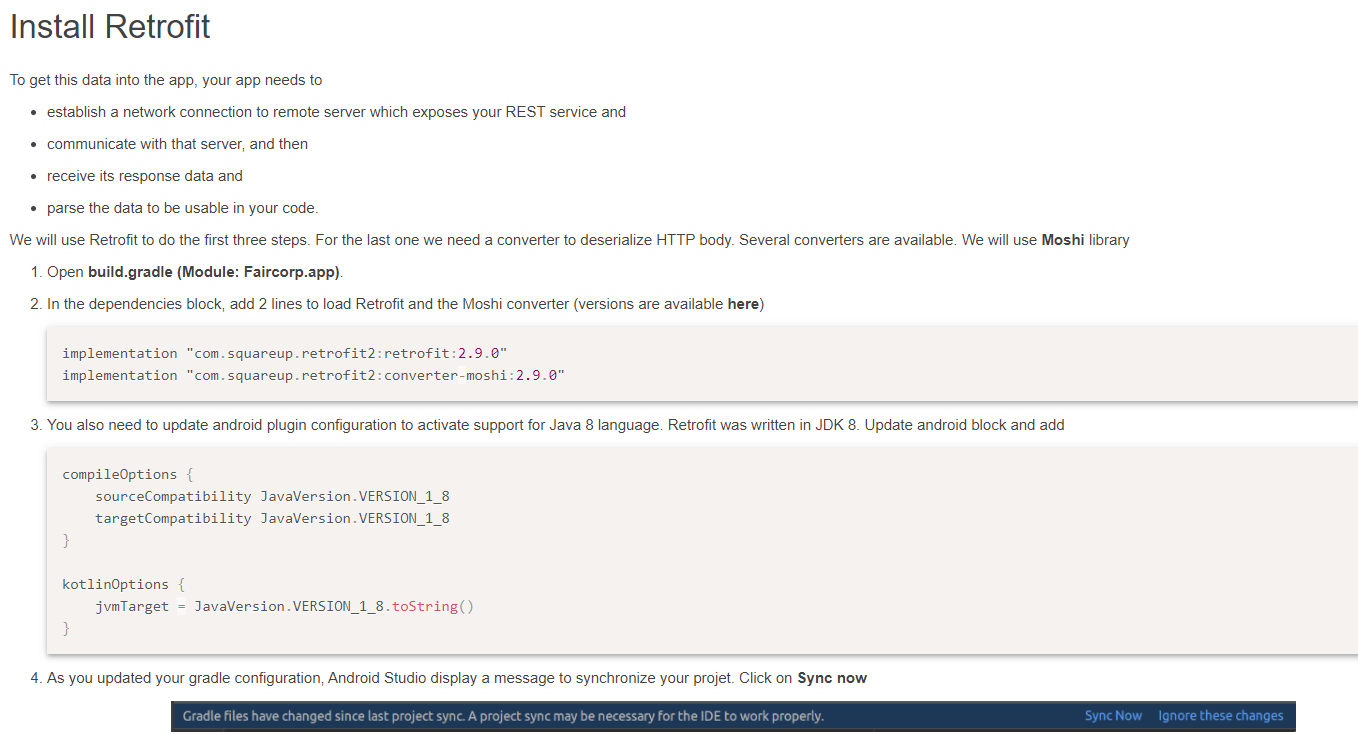 Install Retrofit
To get this data into the app, your app needs to
• establish a network connection to remote server which exposes your REST service and
• communicate with that server, and then
• receive its response data and
• parse the data to be usable in your code.
We will use Retrofit to do the first three steps. For the last one we need a converter to deserialize HTTP body. Several converters are available. We will use Moshi library
1. Open build.gradle (Module: Faircorp.app).
2. In the dependencies block, add 2 lines to load Retrofit and the Moshi converter (versions are available here)
implementation "com.squareup.retrofit2:retrofit:2.9.0"
implementation "com.squareup.retrofit2:converter-moshi:2.9.0"
3. You also need to update android plugin configuration to activate support for Java 8 language. Retrofit was written in JDK 8. Update android block and add
compileOptions {
    sourceCompatibility JavaVersion.VERSION_1_8
    targetCompatibility JavaVersion.VERSION_1_8
}
kotlinOptions {
    jvmTarget = JavaVersion.VERSION_1_8.toString()
}
4. As you updated your gradle configuration, Android Studio display a message to synchronize your projet. Click on Sync now
Gradle files have changed since last project sync. A project sync may be necessary for the IDE to work properly. Sync Now Ignore these changes